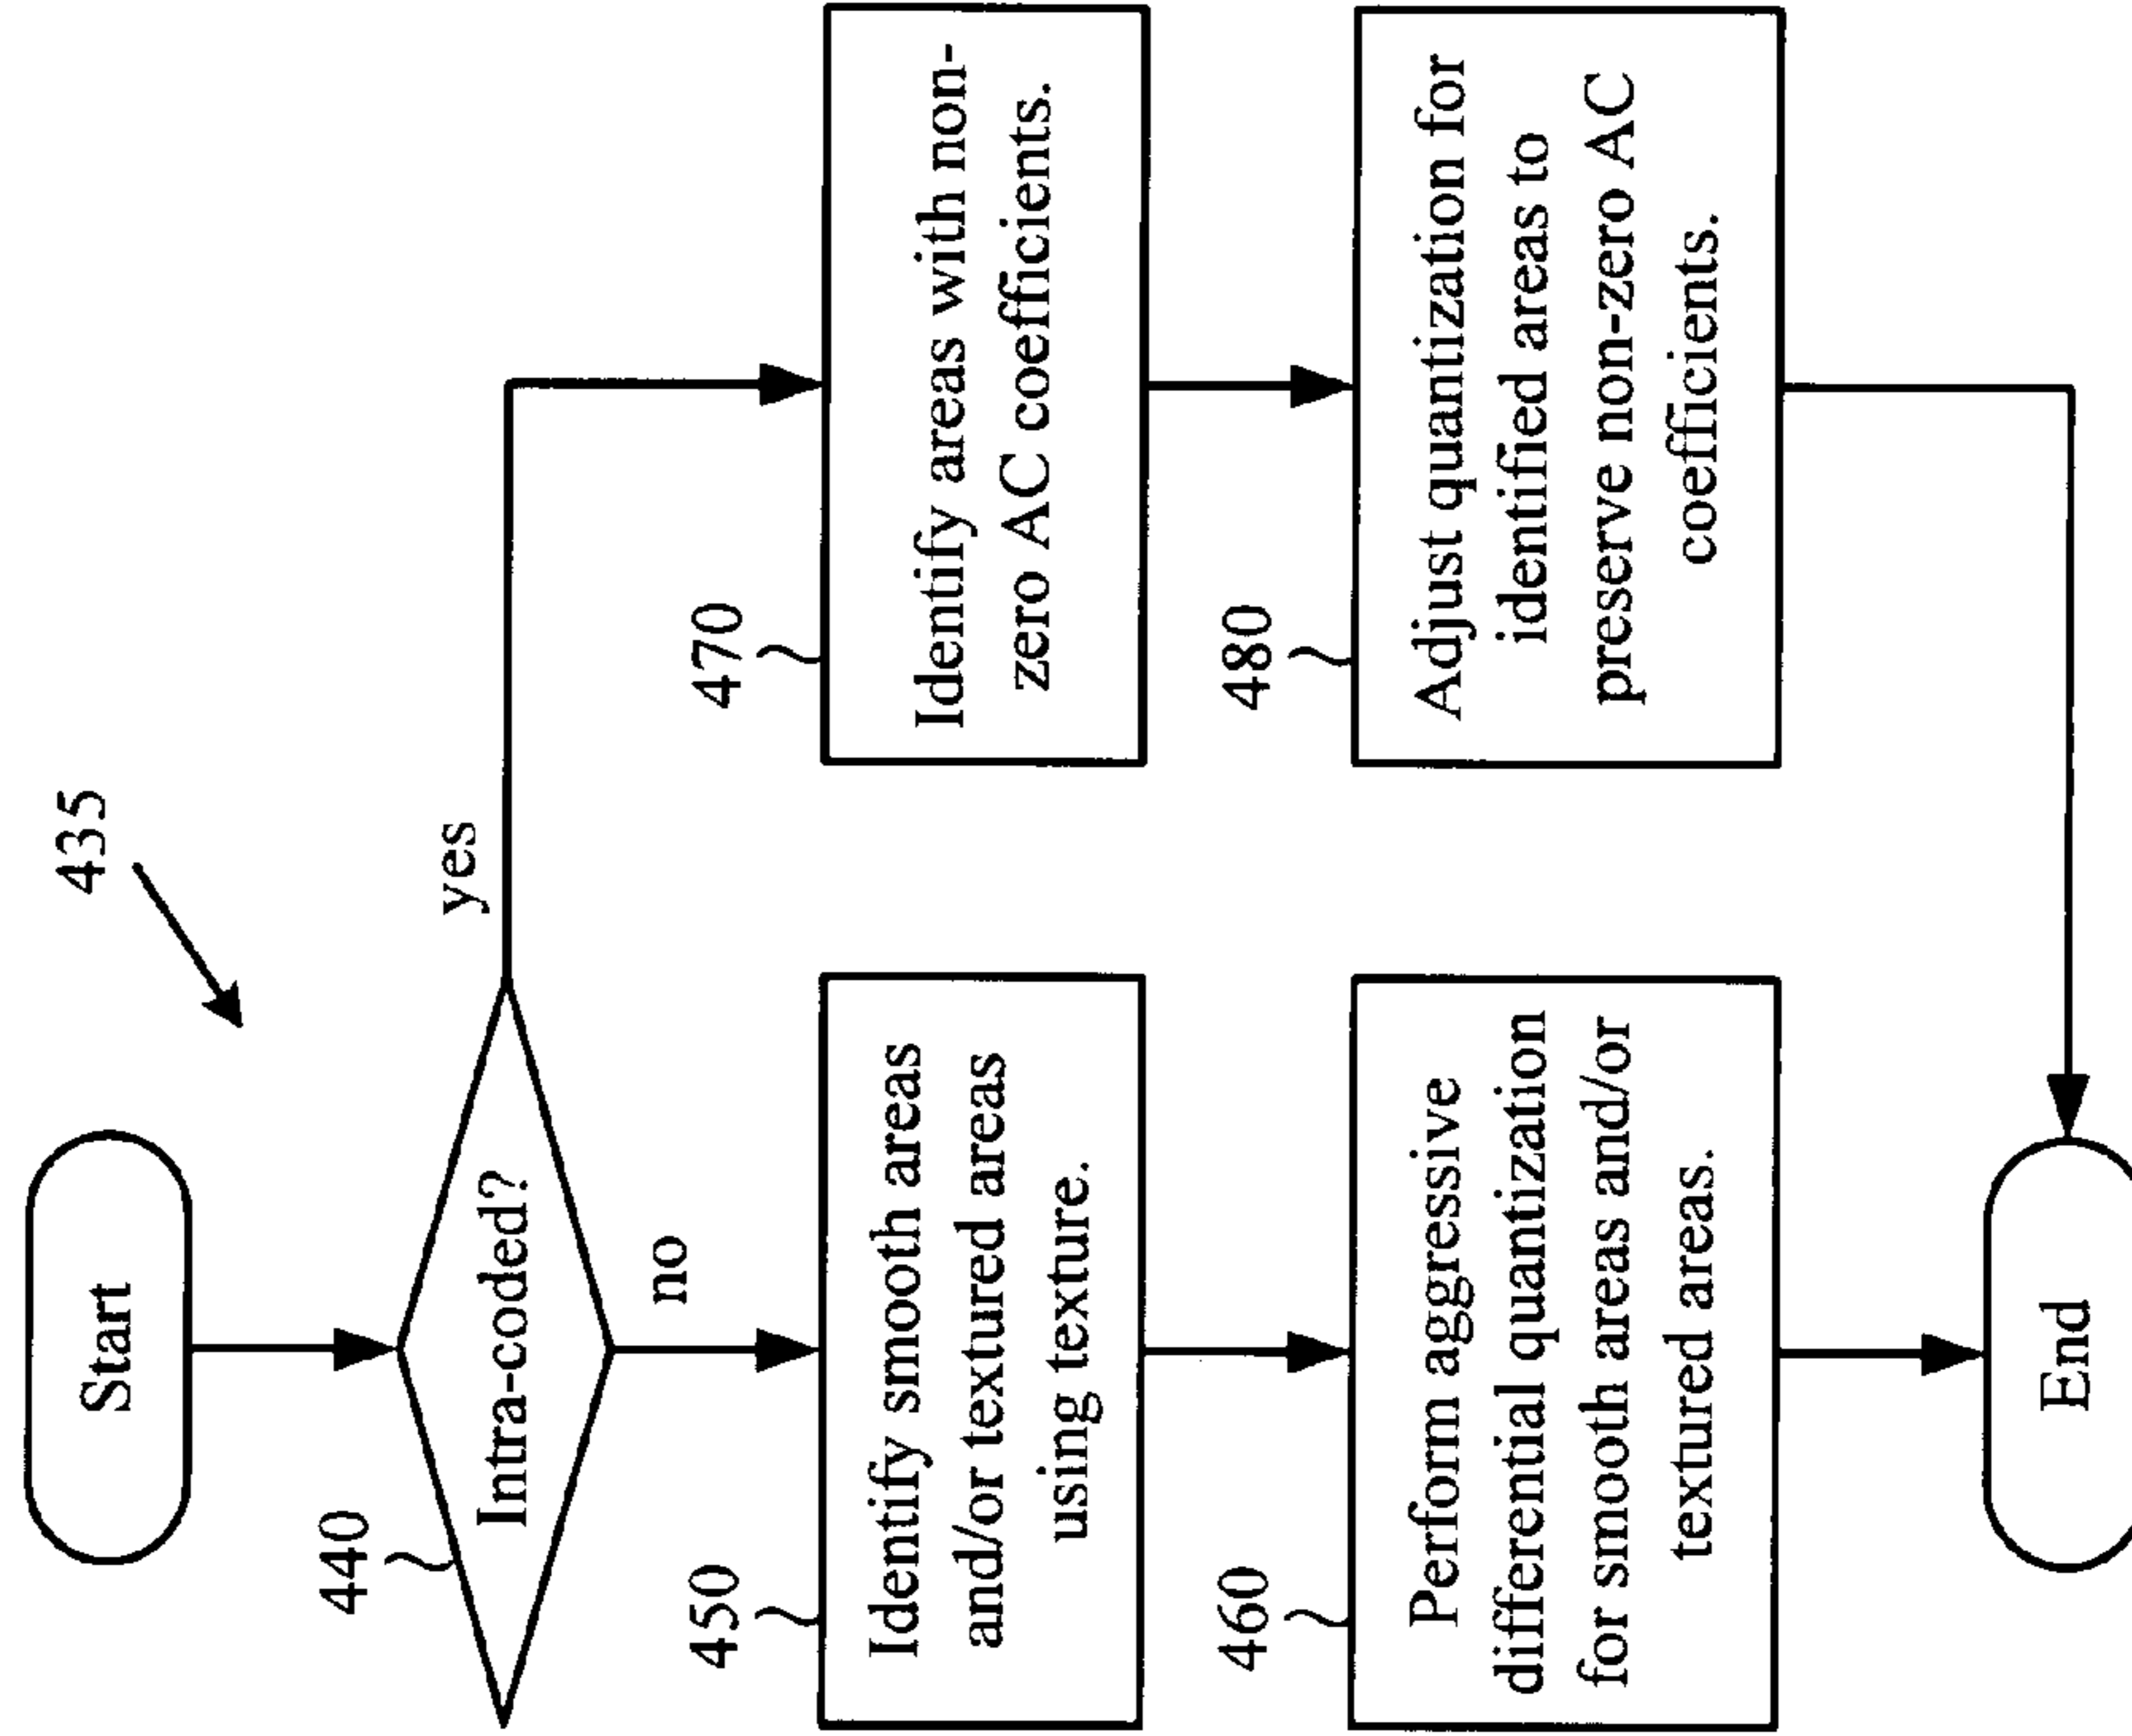 435
Start
440
Intra-coded?
yes
no
450
Identify smooth areas
and/or textured areas
using texture.
470
Identify areas with non-
zero AC coefficients.
460
Perform aggressive
differential quantization
for smooth areas and/or
textured areas.
480
Adjust quantization for
identified areas to
preserve non-zero AC
coefficients.
End